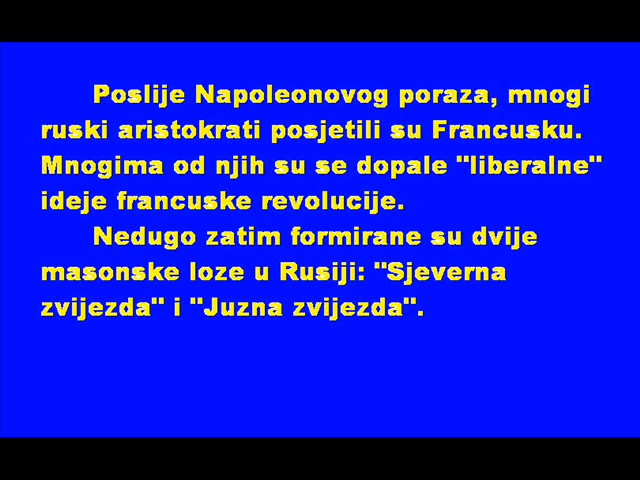 Poslije Napoleonovog poraza, mnogi
ruski aristokrati posjetili su Francusku.
Mnogima od njih su se dopale "liberalne"
ideje francuske revolucije.
Nedugo zatim formirane su dvije
masonske loze u Rusiji: "Sjeverna
zvijezda" i "Juzna zvijezda".